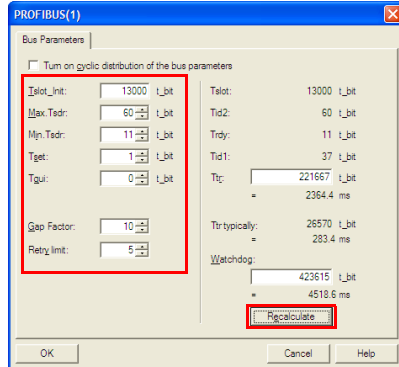 PROFIBUS(1)
Bus Parameters
Turn on cyclic distribution of the bus parameters
Tslot_Init: 13000 t_bit
Max.Tsdr: 60 t_bit
Min.Tsdr: 11 t_bit
Tset: 1 t_bit
Tqui: 0 t_bit
Gap Factor: 10
Retry limit: 5
Tslot: 13000 t_bit
Tid2: 60 t_bit
Trdy: 11 t_bit
Tid1: 37 t_bit
Ttr: 221667 t_bit
= 2364.4 ms
Ttr typically: 26570 t_bit
= 283.4 ms
Watchdog:
423615 t_bit
= 4518.6 ms
Recalculate
OK Cancel Help